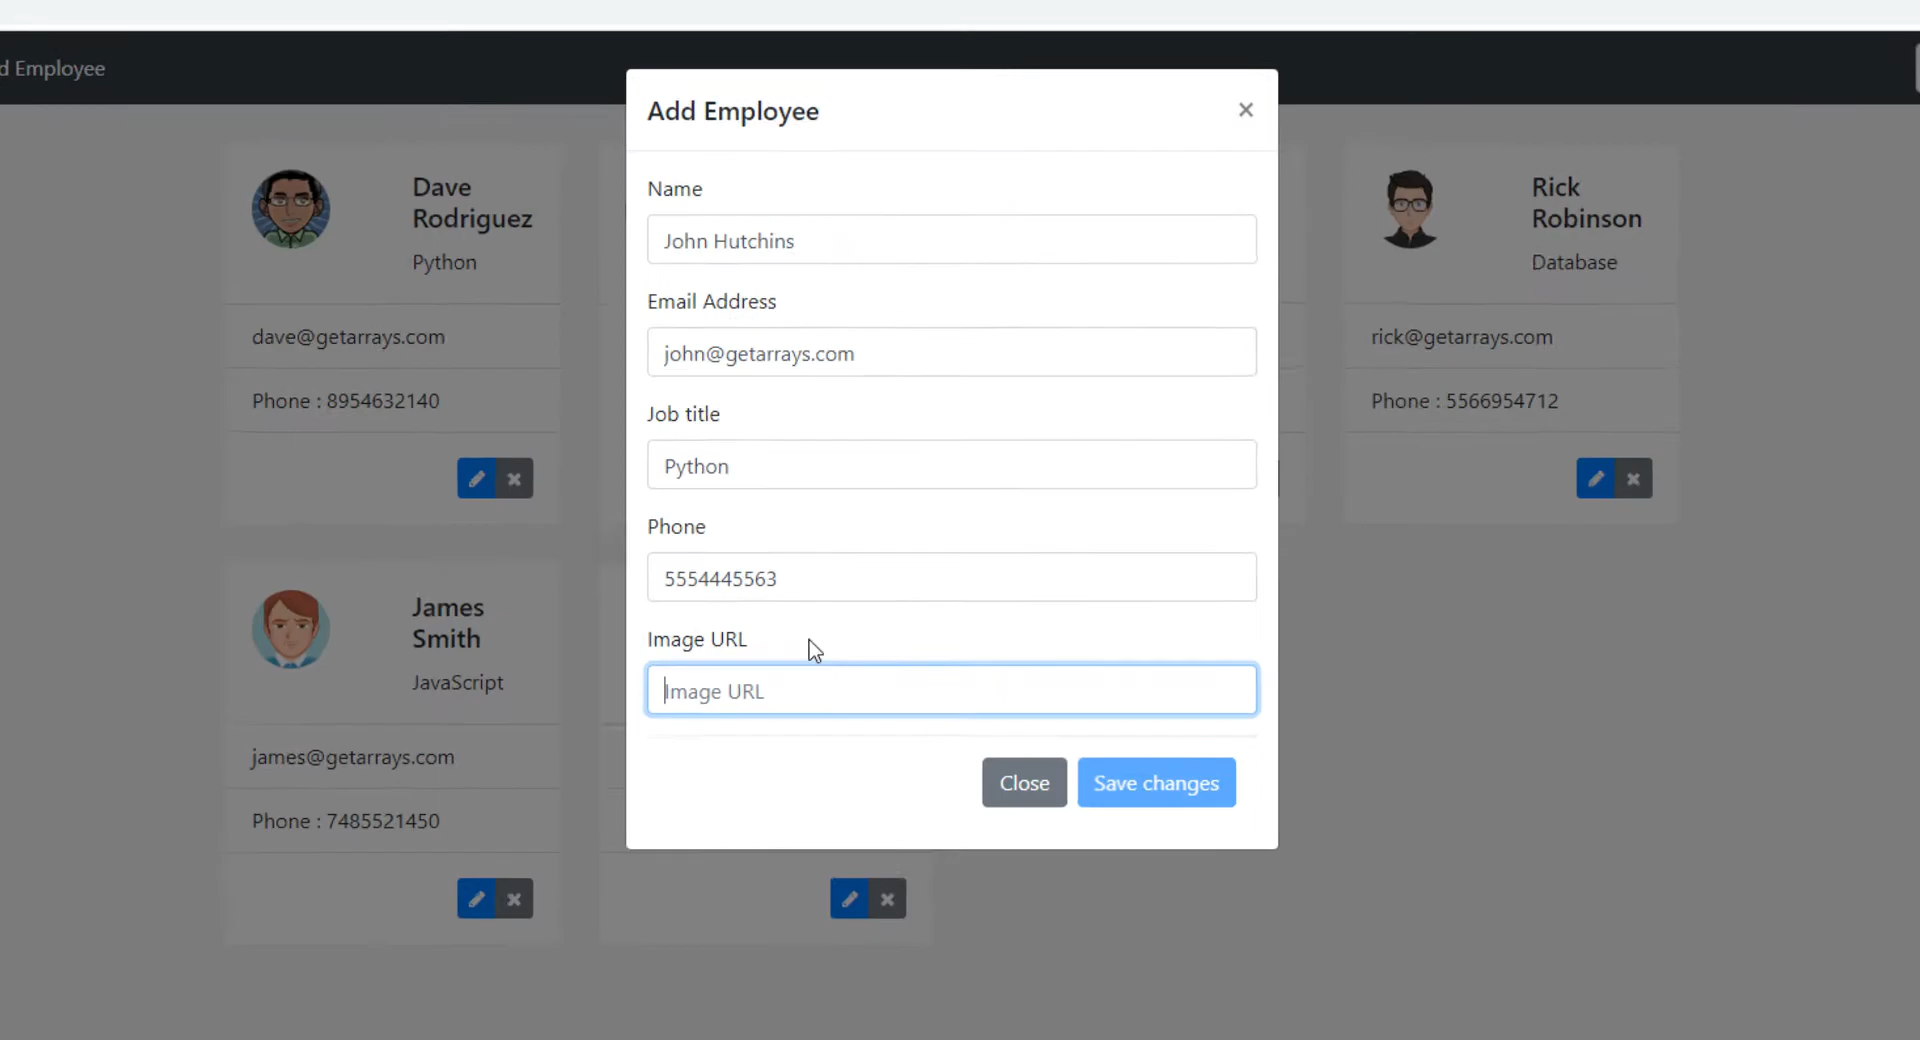 d Employee
Add Employee
×
Name
John Hutchins
Email Address
john@getarrays.com
Job title
Python
Phone
5554445563
Image URL
Image URL
Close
Save changes
Dave
Rodriguez
Python
dave@getarrays.com
Phone : 8954632140
Rick
Robinson
Database
rick@getarrays.com
Phone : 5566954712
James
Smith
JavaScript
james@getarrays.com
Phone : 7485521450